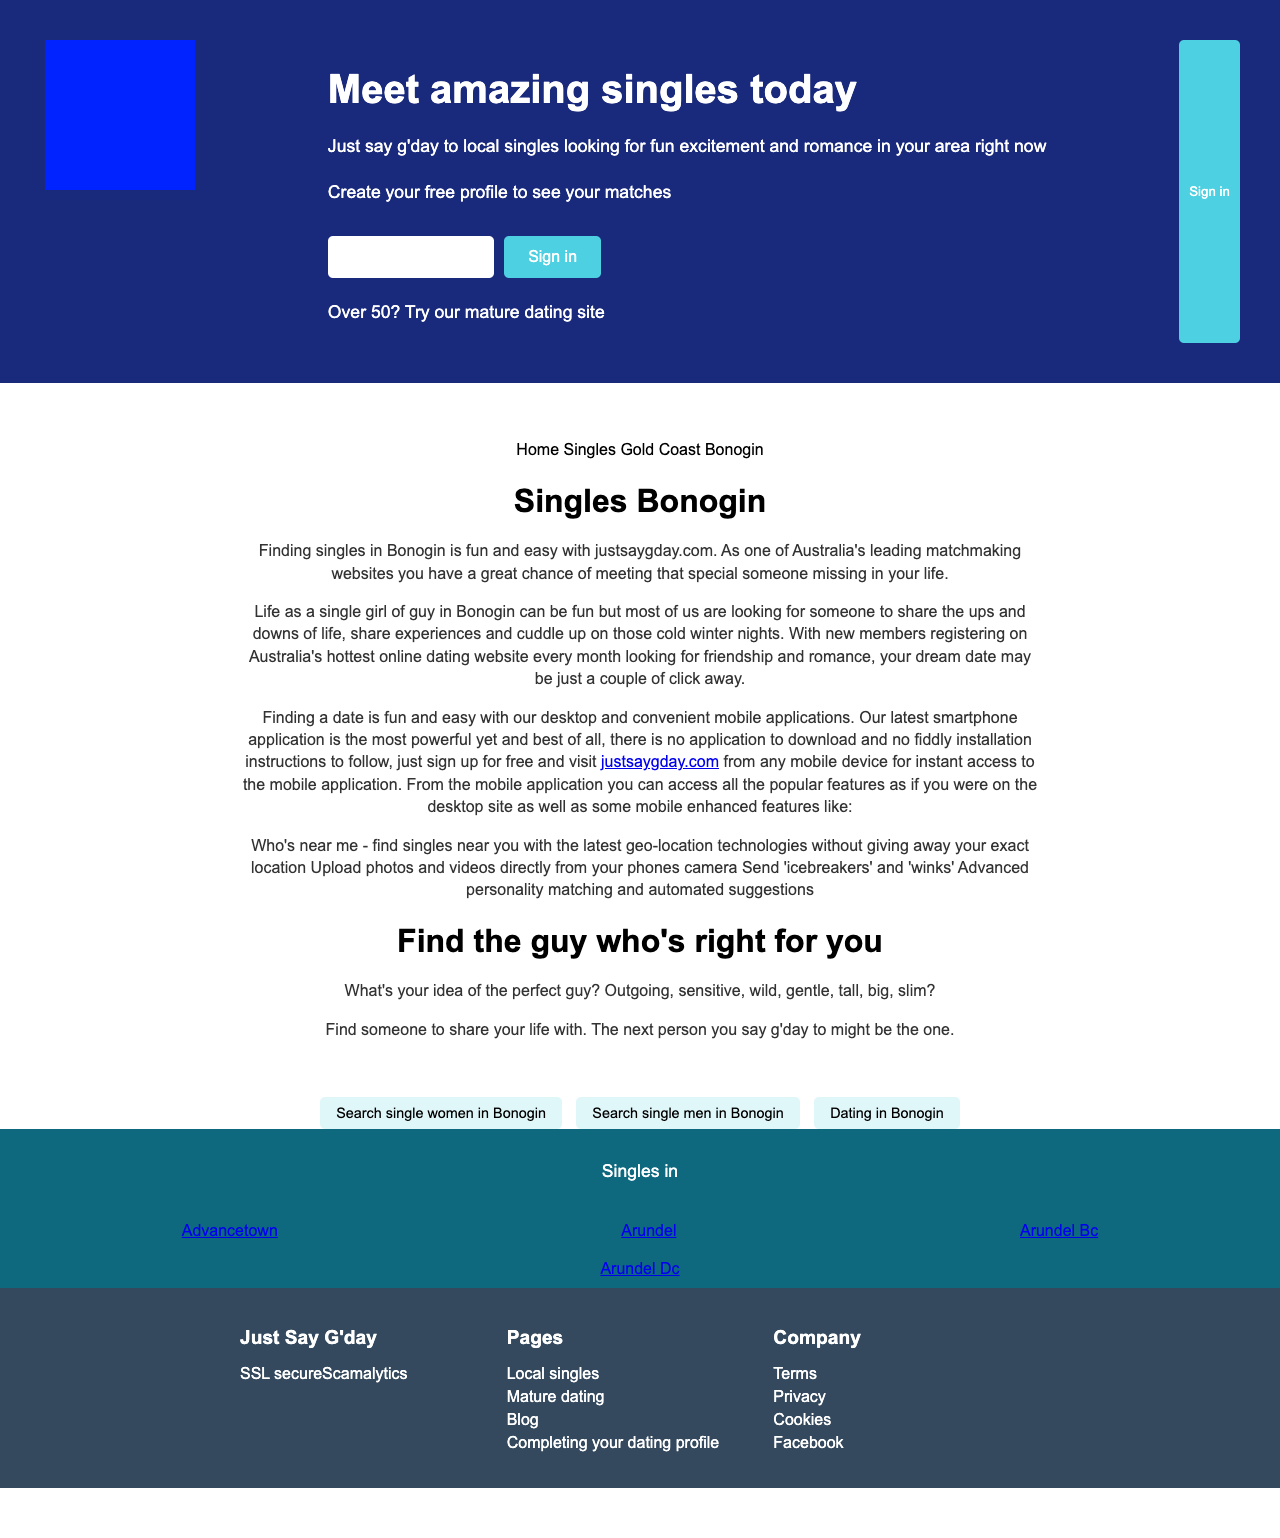 Meet amazing singles today
Just say g'day to local singles looking for fun excitement and romance in your area right now
Create your free profile to see your matches
Sign in
Over 50? Try our mature dating site
Sign in
Home Singles Gold Coast Bonogin
Singles Bonogin
Finding singles in Bonogin is fun and easy with justsaygday.com. As one of Australia's leading matchmaking
websites you have a great chance of meeting that special someone missing in your life.
Life as a single girl of guy in Bonogin can be fun but most of us are looking for someone to share the ups and
downs of life, share experiences and cuddle up on those cold winter nights. With new members registering on
Australia's hottest online dating website every month looking for friendship and romance, your dream date may
be just a couple of click away.
Finding a date is fun and easy with our desktop and convenient mobile applications. Our latest smartphone
application is the most powerful yet and best of all, there is no application to download and no fiddly installation
instructions to follow, just sign up for free and visit justsaygday.com from any mobile device for instant access to
the mobile application. From the mobile application you can access all the popular features as if you were on the
desktop site as well as some mobile enhanced features like:
Who's near me - find singles near you with the latest geo-location technologies without giving away your exact
location Upload photos and videos directly from your phones camera Send 'icebreakers' and 'winks' Advanced
personality matching and automated suggestions
Find the guy who's right for you
What's your idea of the perfect guy? Outgoing, sensitive, wild, gentle, tall, big, slim?
Find someone to share your life with. The next person you say g'day to might be the one.
Search single women in Bonogin
Search single men in Bonogin
Dating in Bonogin
Singles in
Advancetown
Arundel
Arundel Bc
Arundel Dc
Just Say G'day
SSL secureScamalytics
Pages
Local singles
Mature dating
Blog
Completing your dating profile
Company
Terms
Privacy
Cookies
Facebook